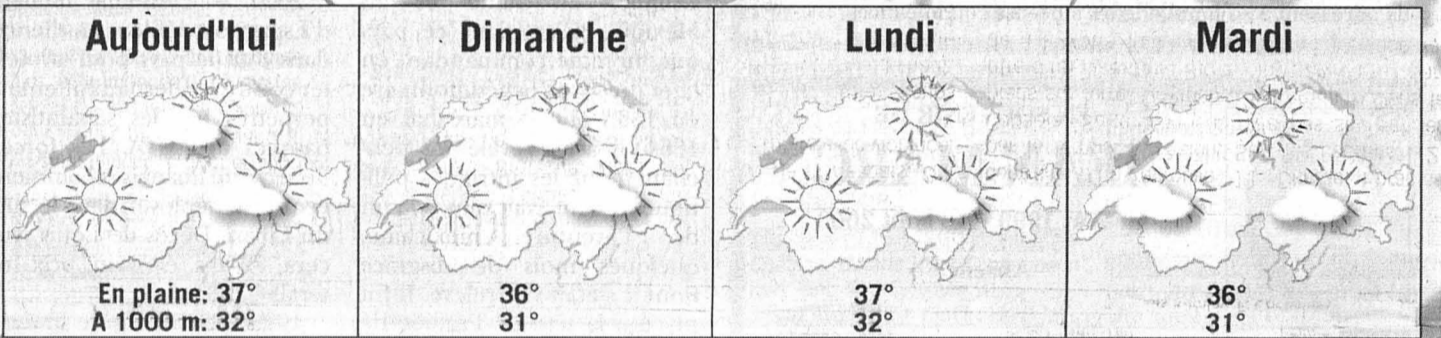 Aujourd'hui
En plaine: 37°
A 1000 m: 32°
Dimanche
36°
31°
Lundi
37°
32°
Mardi
36°
31°